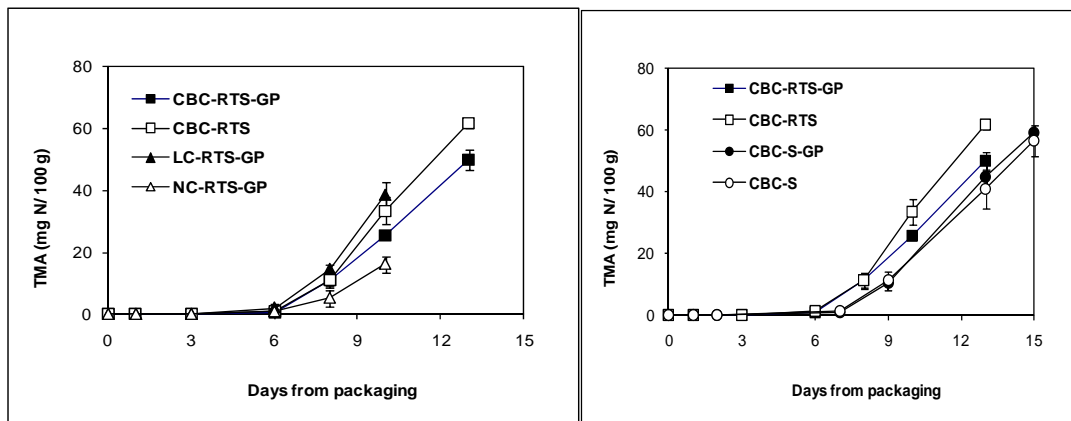 80
60
40
20
0
TMA (mg N/ 100 g)
CBC-RTS-GP
CBC-RTS
LC-RTS-GP
NC-RTS-GP
0 3 6 9 12 15
Days from packaging
80
60
40
20
0
TMA (mg N/ 100 g)
CBC-RTS-GP
CBC-RTS
CBC-S-GP
CBC-S
0 3 6 9 12 15
Days from packaging